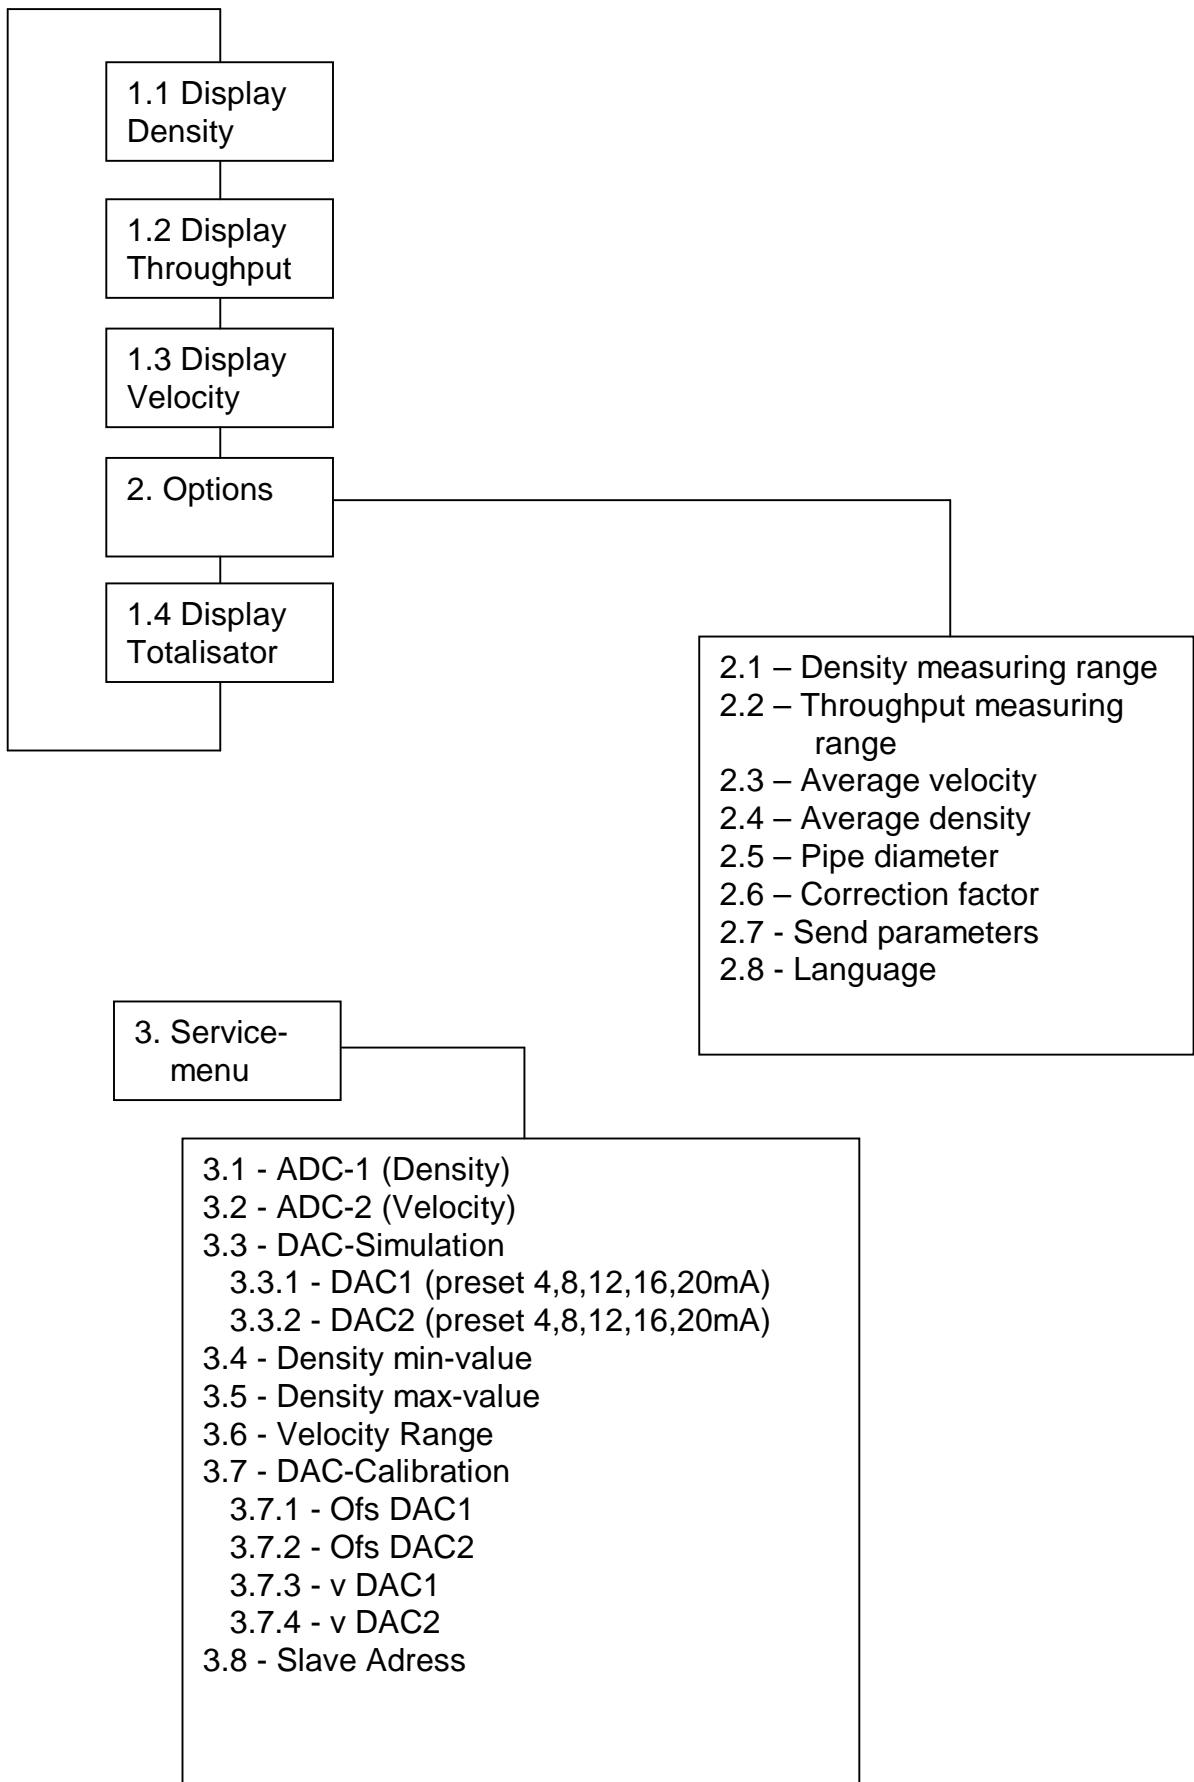 1.1 Display
Density
1.2 Display
Throughput
1.3 Display
Velocity
2. Options
1.4 Display
Totalisator
2.1 – Density measuring range
2.2 – Throughput measuring
range
2.3 – Average velocity
2.4 – Average density
2.5 – Pipe diameter
2.6 – Correction factor
2.7 - Send parameters
2.8 - Language
3. Service-
menu
3.1 - ADC-1 (Density)
3.2 - ADC-2 (Velocity)
3.3 - DAC-Simulation
3.3.1 - DAC1 (preset 4,8,12,16,20mA)
3.3.2 - DAC2 (preset 4,8,12,16,20mA)
3.4 - Density min-value
3.5 - Density max-value
3.6 - Velocity Range
3.7 - DAC-Calibration
3.7.1 - Ofs DAC1
3.7.2 - Ofs DAC2
3.7.3 - v DAC1
3.7.4 - v DAC2
3.8 - Slave Adress